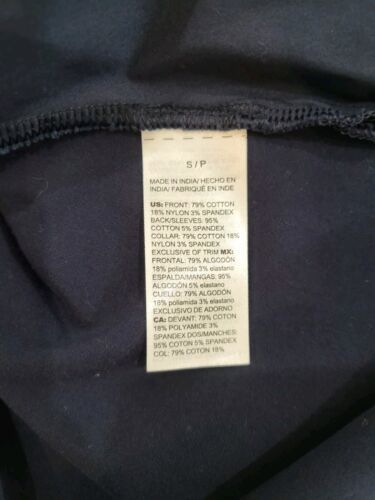 S / P
MADE IN INDIA/ HECHO EN
INDIA/ FABRIQUÉ EN INDE
US: FRONT: 79% COTTON
18% NYLON 3% SPANDEX
BACK/SLEEVES: 95%
COTTON 5% SPANDEX
COLLAR: 79% COTTON 18%
NYLON 3% SPANDEX
EXCLUSIVE OF TRIM MX:
FRONTAL: 79% ALGODÓN
18% poliamida 3% elastano
ESPALDA/MANGAS: 95%
ALGODÓN 5% elastano
CUELLO: 79% ALGODÓN
18% poliamida 3% elastano
EXCLUSIVO DE ADORNO
CA: DEVANT: 79% COTON
18% POLYAMIDE 3%
SPANDEX DOS/MANCHES:
95% COTON 5% SPANDEX
COL: 79% COTON 18%